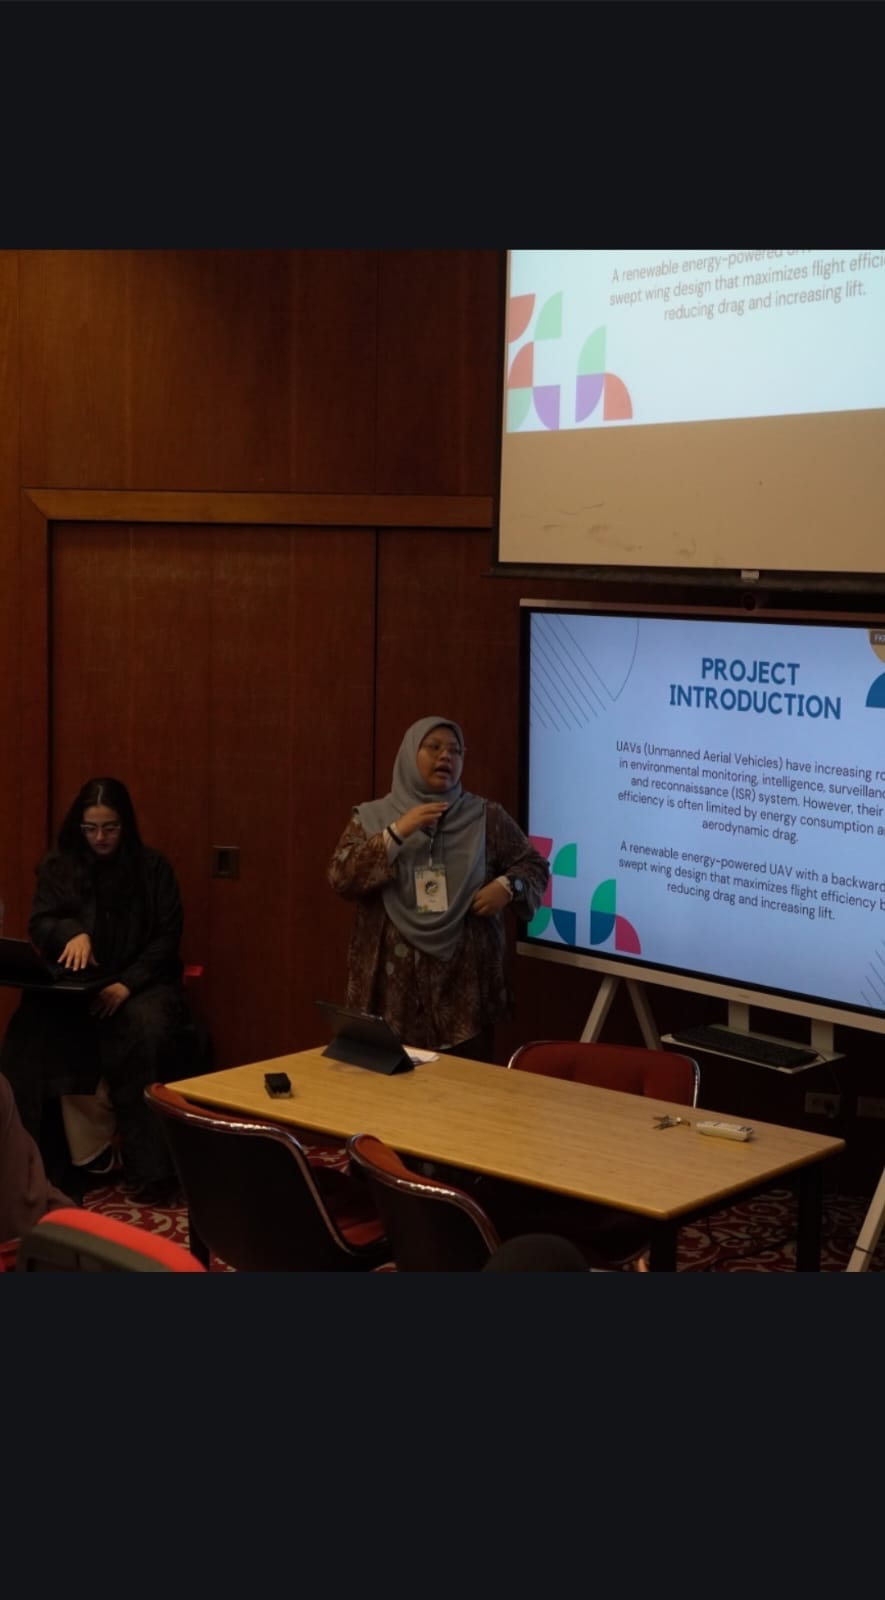 A renewable energy-powered
swept wing design that maximizes flight effici
reducing drag and increasing lift.
PROJECT
INTRODUCTION
UAVs (Unmanned Aerial Vehicles) have increasing ro
in environmental monitoring, intelligence, surveillanc
and reconnaissance (ISR) system. However, their
efficiency is often limited by energy consumption a
aerodynamic drag.
A renewable energy-powered UAV with a backward
swept wing design that maximizes flight efficiency b
reducing drag and increasing lift.